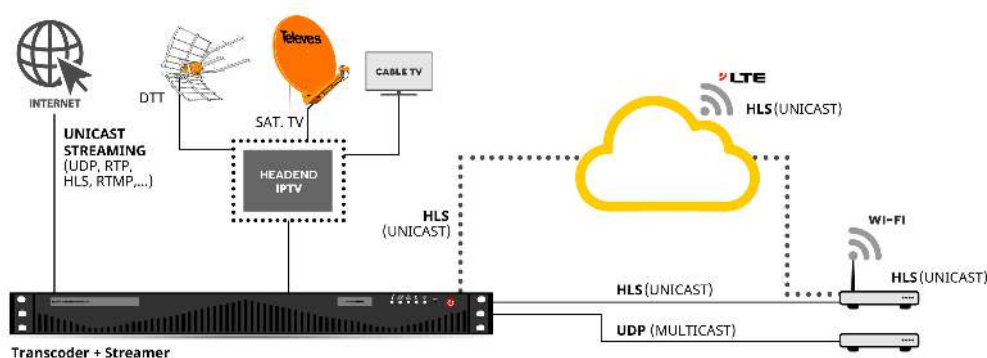 INTERNET
UNICAST
STREAMING
(UDP, RTP,
HLS, RTMP,...)
DTT
Televes
SAT. TV
CABLE TV
HEADEND
IPTV
HLS
(UNICAST)
LTE
HLS (UNICAST)
WI-FI
HLS (UNICAST)
HLS (UNICAST)
UDP (MULTICAST)
Transcoder + Streamer